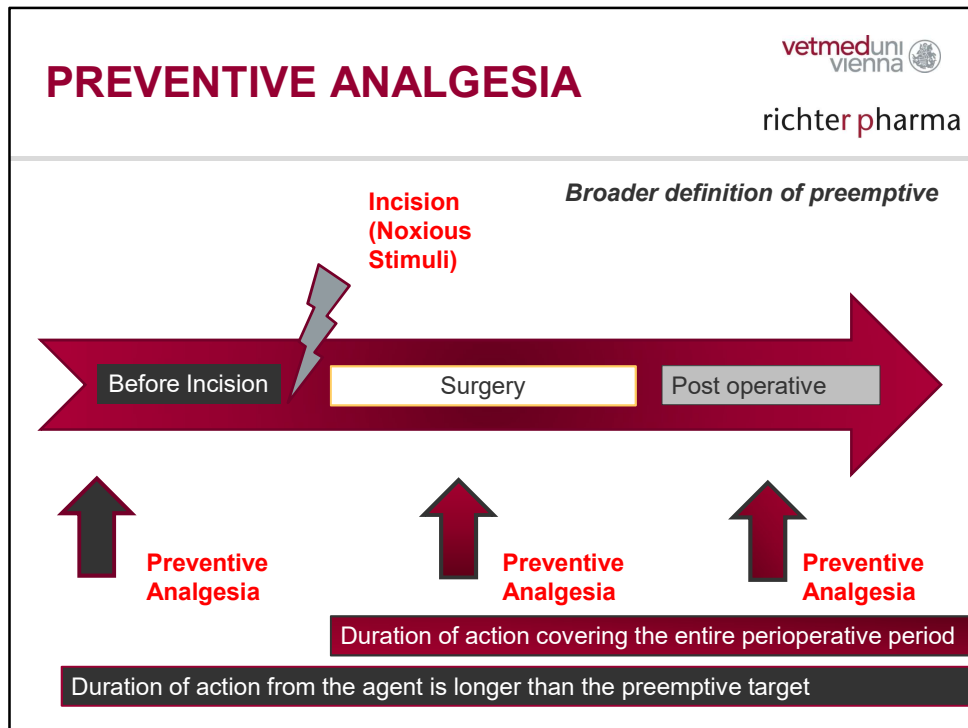 PREVENTIVE ANALGESIA
vetmeduni
vienna
richter pharma
Broader definition of preemptive
Incision
(Noxious
Stimuli)
Before Incision
Surgery
Post operative
Preventive
Analgesia
Preventive
Analgesia
Preventive
Analgesia
Duration of action covering the entire perioperative period
Duration of action from the agent is longer than the preemptive target